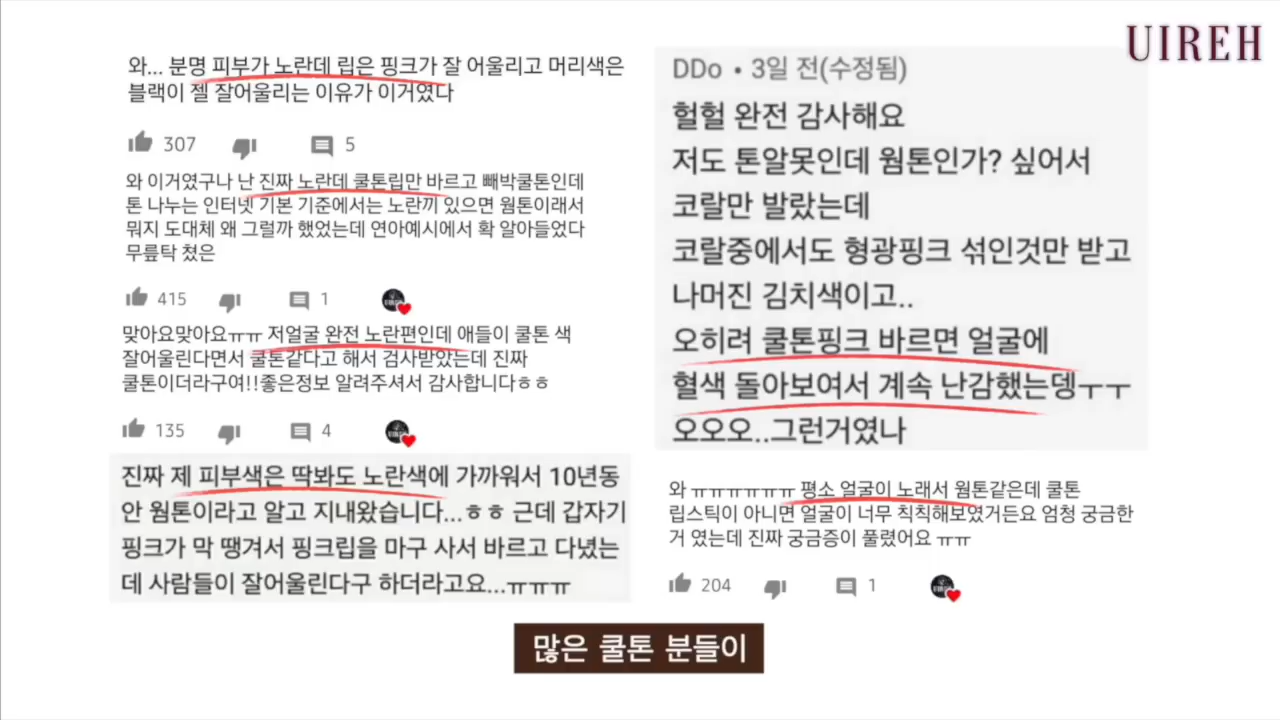 UIREH
와... 분명 피부가 노란데 립은 핑크가 잘 어울리고 머리색은
블랙이 젤 잘어울리는 이유가 이거였다
307 5
와 이거였구나 난 진짜 노란데 쿨톤립만 바르고 빼박쿨톤인데
톤 나누는 인터넷 기본 기준에서는 노란끼 있으면 웜톤이래서
뭐지 도대체 왜 그럴까 했었는데 연아예시에서 확 알아들었다
무릎탁 쳤은
415 1
맞아요맞아요ㅠㅠ 저얼굴 완전 노란편인데 애들이 쿨톤 색
잘어울린다면서 쿨톤같다고 해서 검사받았는데 진짜
쿨톤이더라구여!!좋은정보 알려주셔서 감사합니다ㅎㅎ
135 4
진짜 제 피부색은 딱봐도 노란색에 가까워서 10년동
안 웜톤이라고 알고 지내왔습니다...ㅎㅎ 근데 갑자기
핑크가 막 땡겨서 핑크립을 마구 사서 바르고 다녔는
데 사람들이 잘어울린다구 하더라고요...ㅠㅠㅠ
DDo • 3일 전(수정됨)
헐헐 완전 감사해요
저도 톤알못인데 웜톤인가? 싶어서
코랄만 발랐는데
코랄중에서도 형광핑크 섞인것만 받고
나머진 김치색이고..
오히려 쿨톤핑크 바르면 얼굴에
혈색 돌아보여서 계속 난감했는뎅ㅜㅜ
오오오..그런거였나
와 ㅠㅠㅠㅠㅠㅠ 평소 얼굴이 노래서 웜톤같은데 쿨톤
립스틱이 아니면 얼굴이 너무 칙칙해보였거든요 엄청 궁금한
거 였는데 진짜 궁금증이 풀렸어요 ㅠㅠ
204 1
많은 쿨톤 분들이